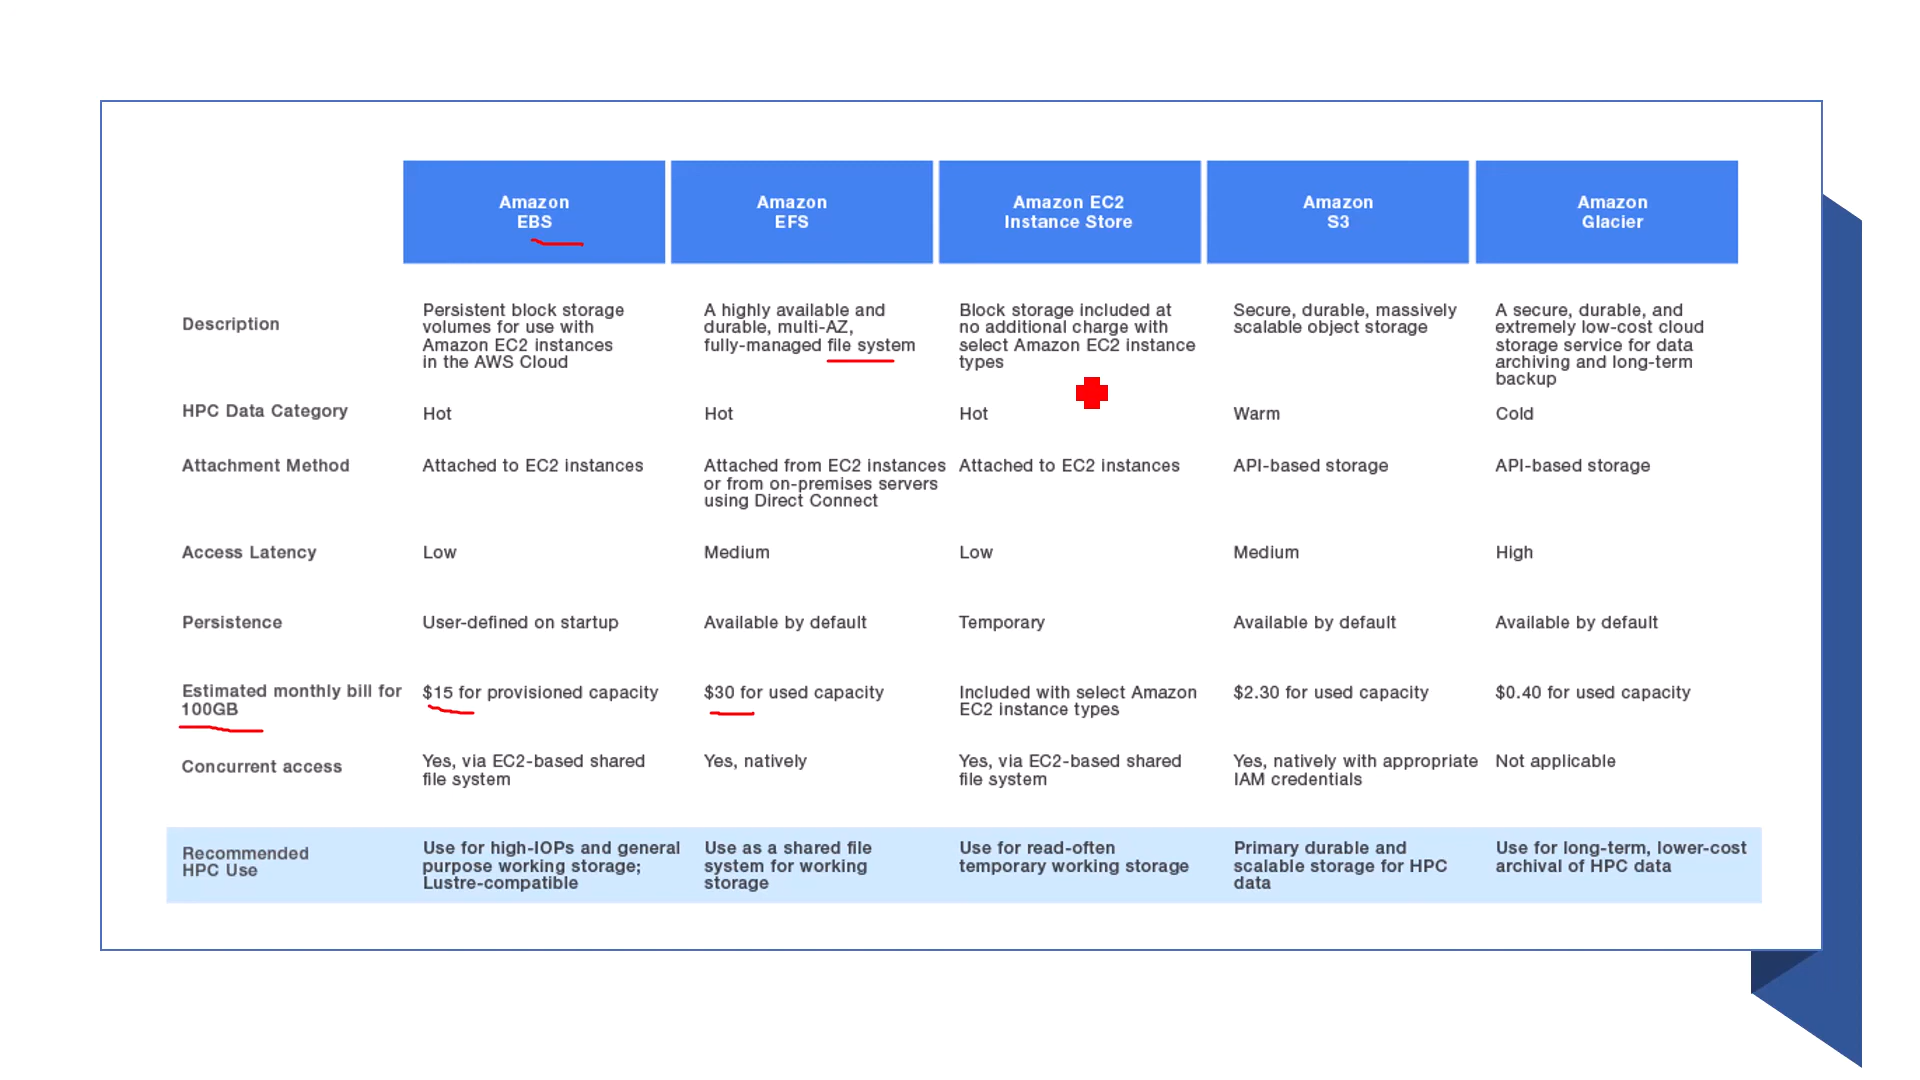 Amazon
EBS
Amazon
EFS
Amazon EC2
Instance Store
Amazon
S3
Amazon
Glacier
Description
Persistent block storage
volumes for use with
Amazon EC2 instances
in the AWS Cloud
A highly available and
durable, multi-AZ,
fully-managed file system
Block storage included at
no additional charge with
select Amazon EC2 instance
types
Secure, durable, massively
scalable object storage
A secure, durable, and
extremely low-cost cloud
storage service for data
archiving and long-term
backup
HPC Data Category
Hot
Hot
Hot
Warm
Cold
Attachment Method
Attached to EC2 instances
Attached from EC2 instances
or from on-premises servers
using Direct Connect
Attached to EC2 instances
API-based storage
API-based storage
Access Latency
Low
Medium
Low
Medium
High
Persistence
User-defined on startup
Available by default
Temporary
Available by default
Available by default
Estimated monthly bill for
100GB
$15 for provisioned capacity
$30 for used capacity
Included with select Amazon
EC2 instance types
$2.30 for used capacity
$0.40 for used capacity
Concurrent access
Yes, via EC2-based shared
file system
Yes, natively
Yes, via EC2-based shared
file system
Yes, natively with appropriate
IAM credentials
Not applicable
Recommended
HPC Use
Use for high-IOPs and general
purpose working storage;
Lustre-compatible
Use as a shared file
system for working
storage
Use for read-often
temporary working storage
Primary durable and
scalable storage for HPC
data
Use for long-term, lower-cost
archival of HPC data